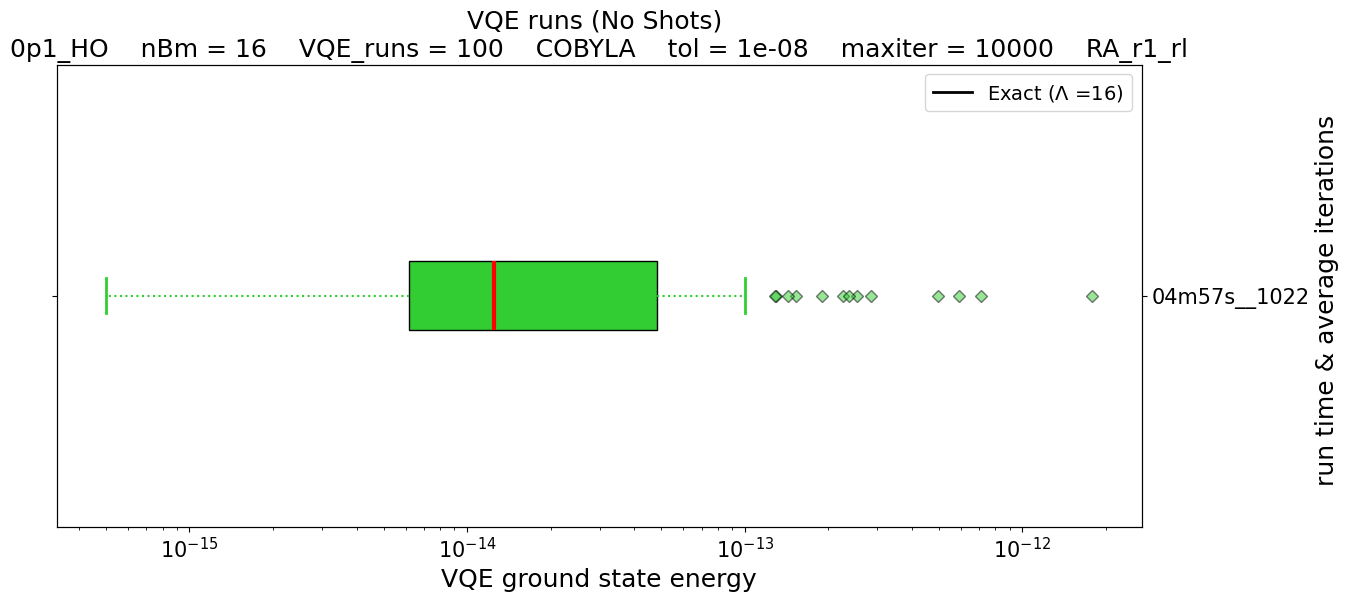 VQE runs (No Shots)
0p1_HO    nBm = 16    VQE_runs = 100    COBYLA    tol = 1e-08    maxiter = 10000    RA_r1_rl
Exact (Λ =16)
04m57s__1022
run time & average iterations
10⁻¹⁵ 10⁻¹⁴ 10⁻¹³ 10⁻¹²
VQE ground state energy